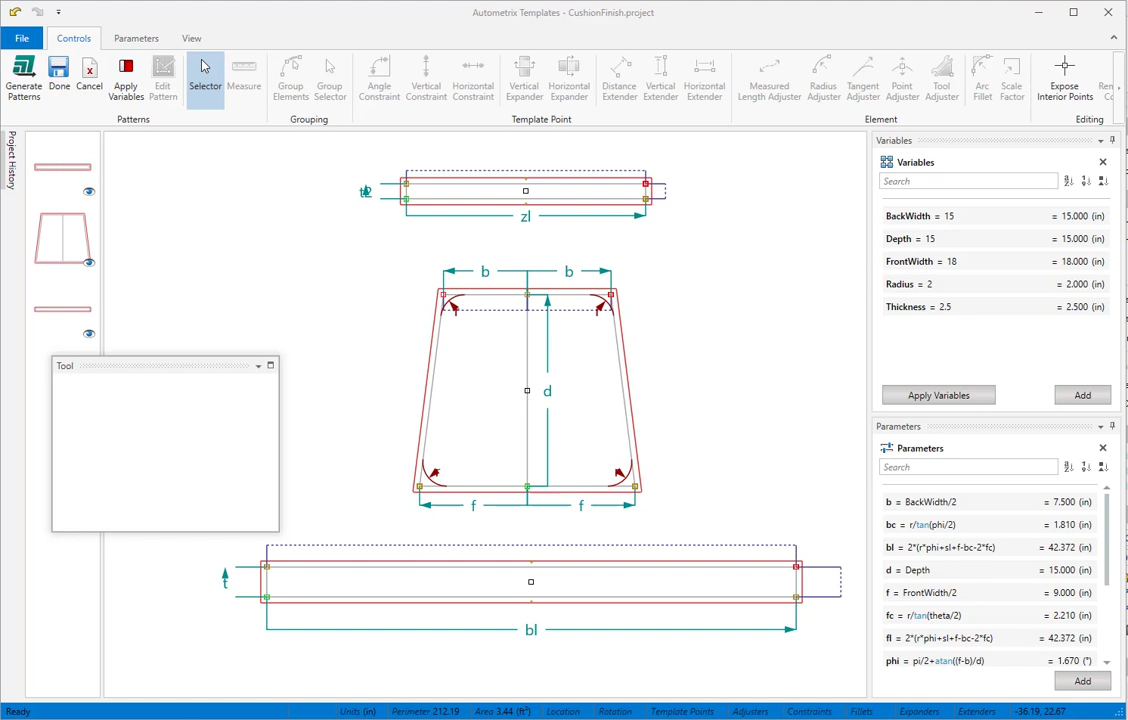 Autometrix Templates - CushionFinish.project
File
Controls
Parameters
View
Generate Patterns
Done
Cancel
Apply Variables
Edit Pattern
Selector
Measure
Group Elements
Group Selector
Angle Constraint
Vertical Constraint
Horizontal Constraint
Vertical Expander
Horizontal Expander
Distance Extender
Vertical Extender
Horizontal Extender
Measured Length Adjuster
Radius Adjuster
Tangent Adjuster
Point Adjuster
Tool Adjuster
Arc Fillet
Scale Factor
Expose Interior Points
Patterns
Grouping
Template Point
Element
Editing
Project History
Tool
zl
b
b
r
r
d
r
f
f
t
bl
Variables
Variables
Search
BackWidth = 15 = 15.000 (in)
Depth = 15 = 15.000 (in)
FrontWidth = 18 = 18.000 (in)
Radius = 2 = 2.000 (in)
Thickness = 2.5 = 2.500 (in)
Apply Variables
Add
Parameters
Parameters
Search
b = BackWidth/2 = 7.500 (in)
bc = r/tan(phi/2) = 1.810 (in)
bl = 2*(r*phi+sl+f-bc-2*fc) = 42.372 (in)
d = Depth = 15.000 (in)
f = FrontWidth/2 = 9.000 (in)
fc = r/tan(theta/2) = 2.210 (in)
fl = 2*(r*phi+sl+f-bc-2*fc) = 42.372 (in)
phi = pi/2+atan((f-b)/d) = 1.670 (°)
Add
Ready
Units (in)
Perimeter 212.19
Area 3.44 (ft²)
Location
Rotation
Template Points
Adjusters
Constraints
Fillets
Expanders
Extenders
-36.19, 22.67